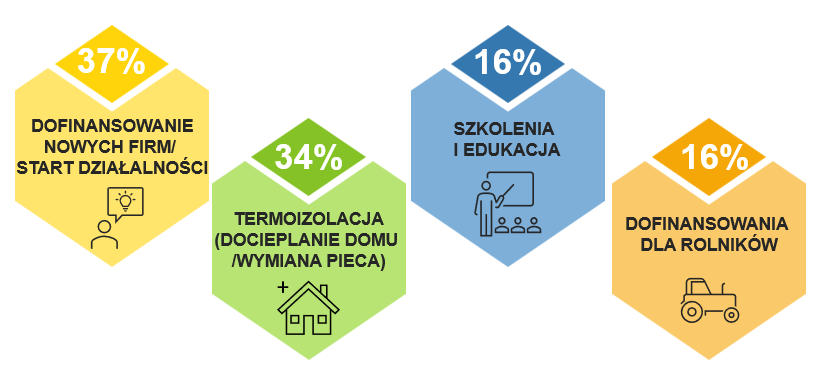 37%
DOFINANSOWANIE
NOWYCH FIRM/
START DZIAŁALNOŚCI
34%
TERMOIZOLACJA
(DOCIEPLANIE DOMU
/WYMIANA PIECA)
16%
SZKOLENIA
I EDUKACJA
16%
DOFINANSOWANIA
DLA ROLNIKÓW